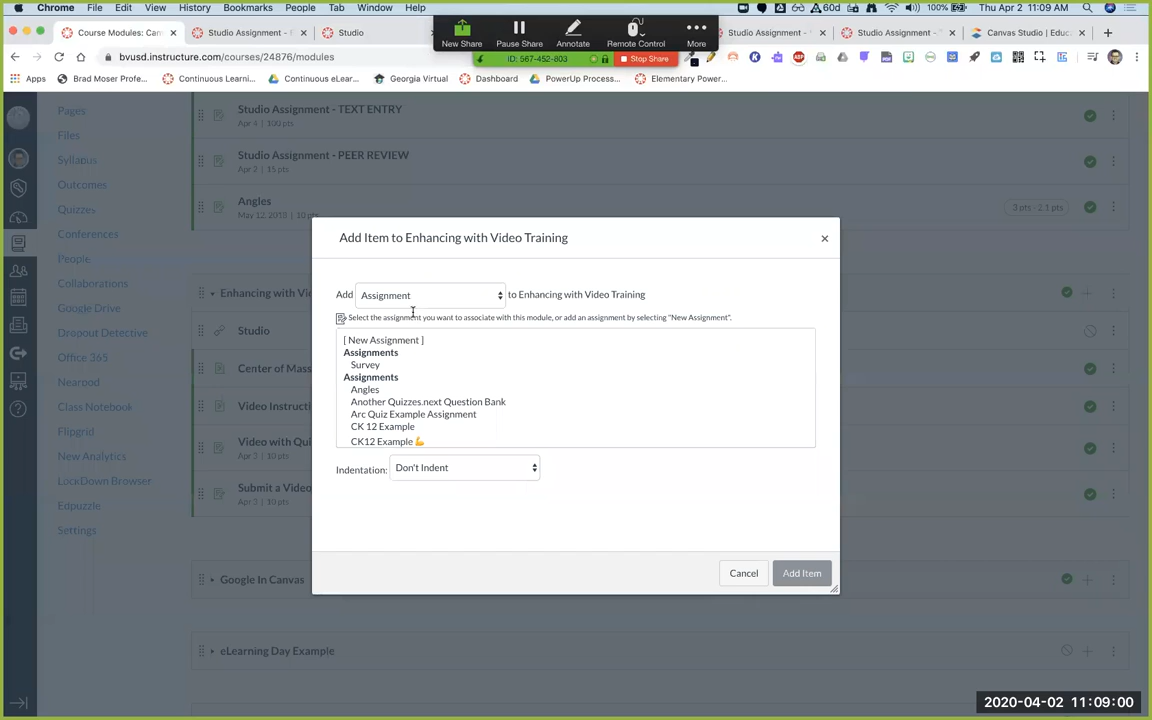 Chrome File Edit View History Bookmarks People Tab Window Help
60d 100% Thu Apr 2 11:09 AM
Course Modules: Can
Studio Assignment - F
Studio
Studio Assignment -
Studio Assignment -
Canvas Studio | Educ
New Share Pause Share Annotate Remote Control More
ID: 567-452-803 Stop Share
bvusd.instructure.com/courses/24876/modules
Apps Brad Moser Profe... Continuous Learni... Continuous eLear... Georgia Virtual Dashboard PowerUp Process... Elementary Power...
Pages
Files
Syllabus
Outcomes
Quizzes
Conferences
People
Collaborations
Google Drive
Dropout Detective
Office 365
Nearpod
Class Notebook
Flipgrid
New Analytics
LockDown Browser
Edpuzzle
Settings
Studio Assignment - TEXT ENTRY
Apr 4 | 100 pts
Studio Assignment - PEER REVIEW
Apr 2 | 15 pts
Angles
May 12, 2018 | 10 pts
3 pts - 2.1 pts
Enhancing with Vi
Studio
Center of Mass
Video Instructi
Video with Qui
Apr 3 | 10 pts
Submit a Video
Apr 3 | 10 pts
Google In Canvas
eLearning Day Example
Add Item to Enhancing with Video Training
×
Add Assignment to Enhancing with Video Training
Select the assignment you want to associate with this module, or add an assignment by selecting "New Assignment".
[ New Assignment ]
Assignments
Survey
Assignments
Angles
Another Quizzes.next Question Bank
Arc Quiz Example Assignment
CK 12 Example
CK12 Example 💪
Indentation: Don't Indent
Cancel Add Item
2020-04-02 11:09:00